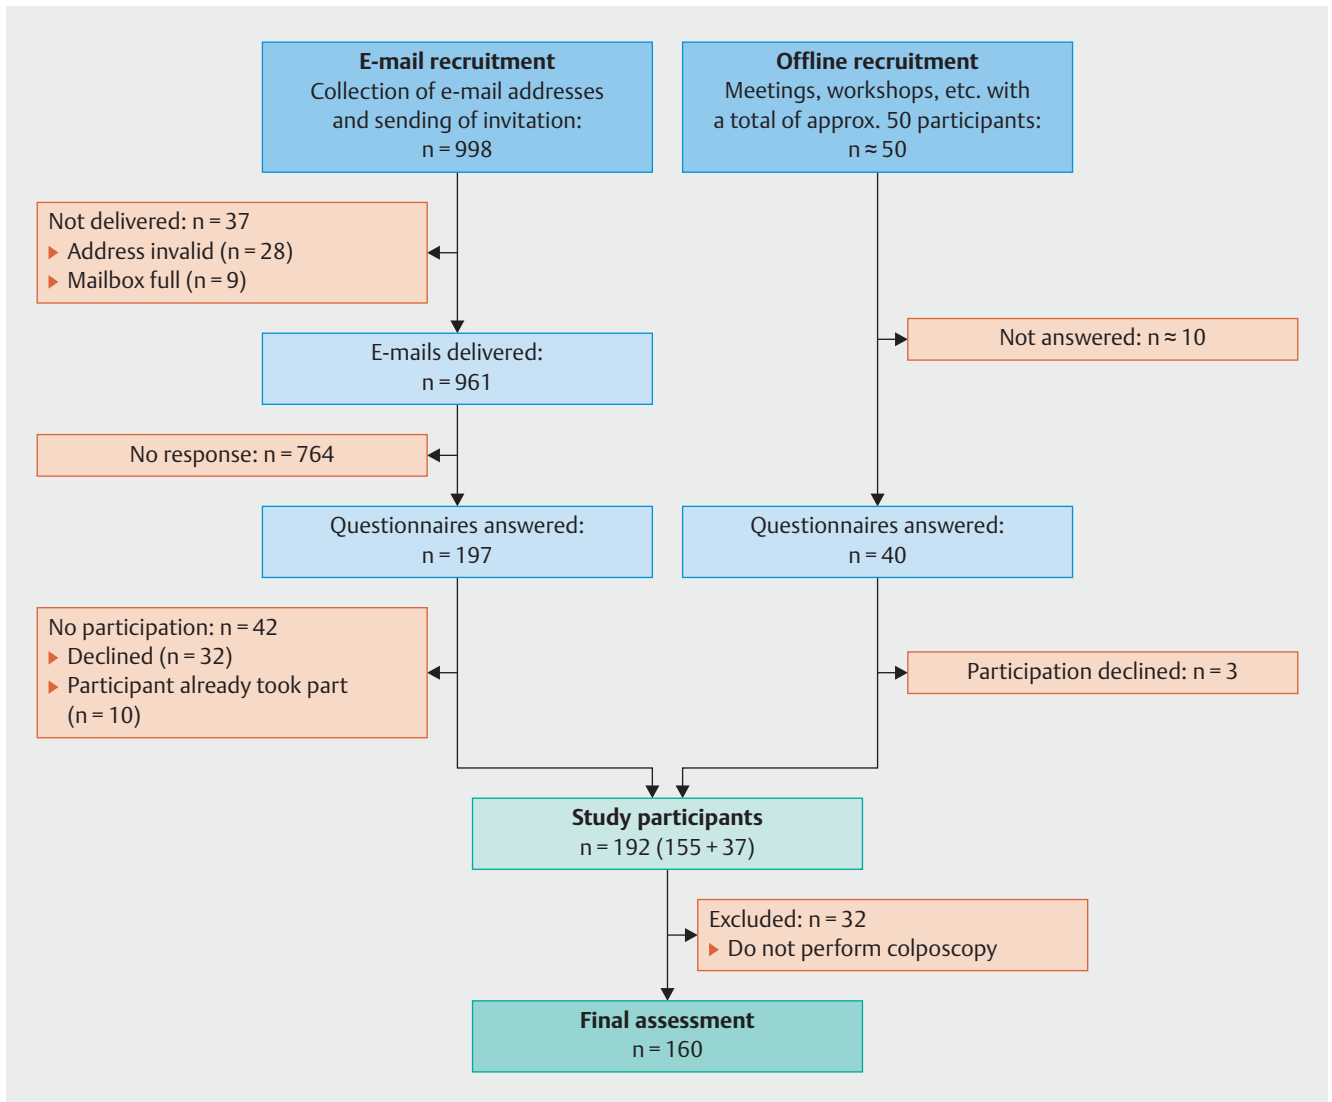 E-mail recruitment
Collection of e-mail addresses
and sending of invitation:
n = 998
Offline recruitment
Meetings, workshops, etc. with
a total of approx. 50 participants:
n ≈ 50
Not delivered: n = 37
Address invalid (n = 28)
Mailbox full (n = 9)
Not answered: n ≈ 10
E-mails delivered:
n = 961
No response: n = 764
Questionnaires answered:
n = 197
Questionnaires answered:
n = 40
No participation: n = 42
Declined (n = 32)
Participant already took part
(n = 10)
Participation declined: n = 3
Study participants
n = 192 (155 + 37)
Excluded: n = 32
Do not perform colposcopy
Final assessment
n = 160